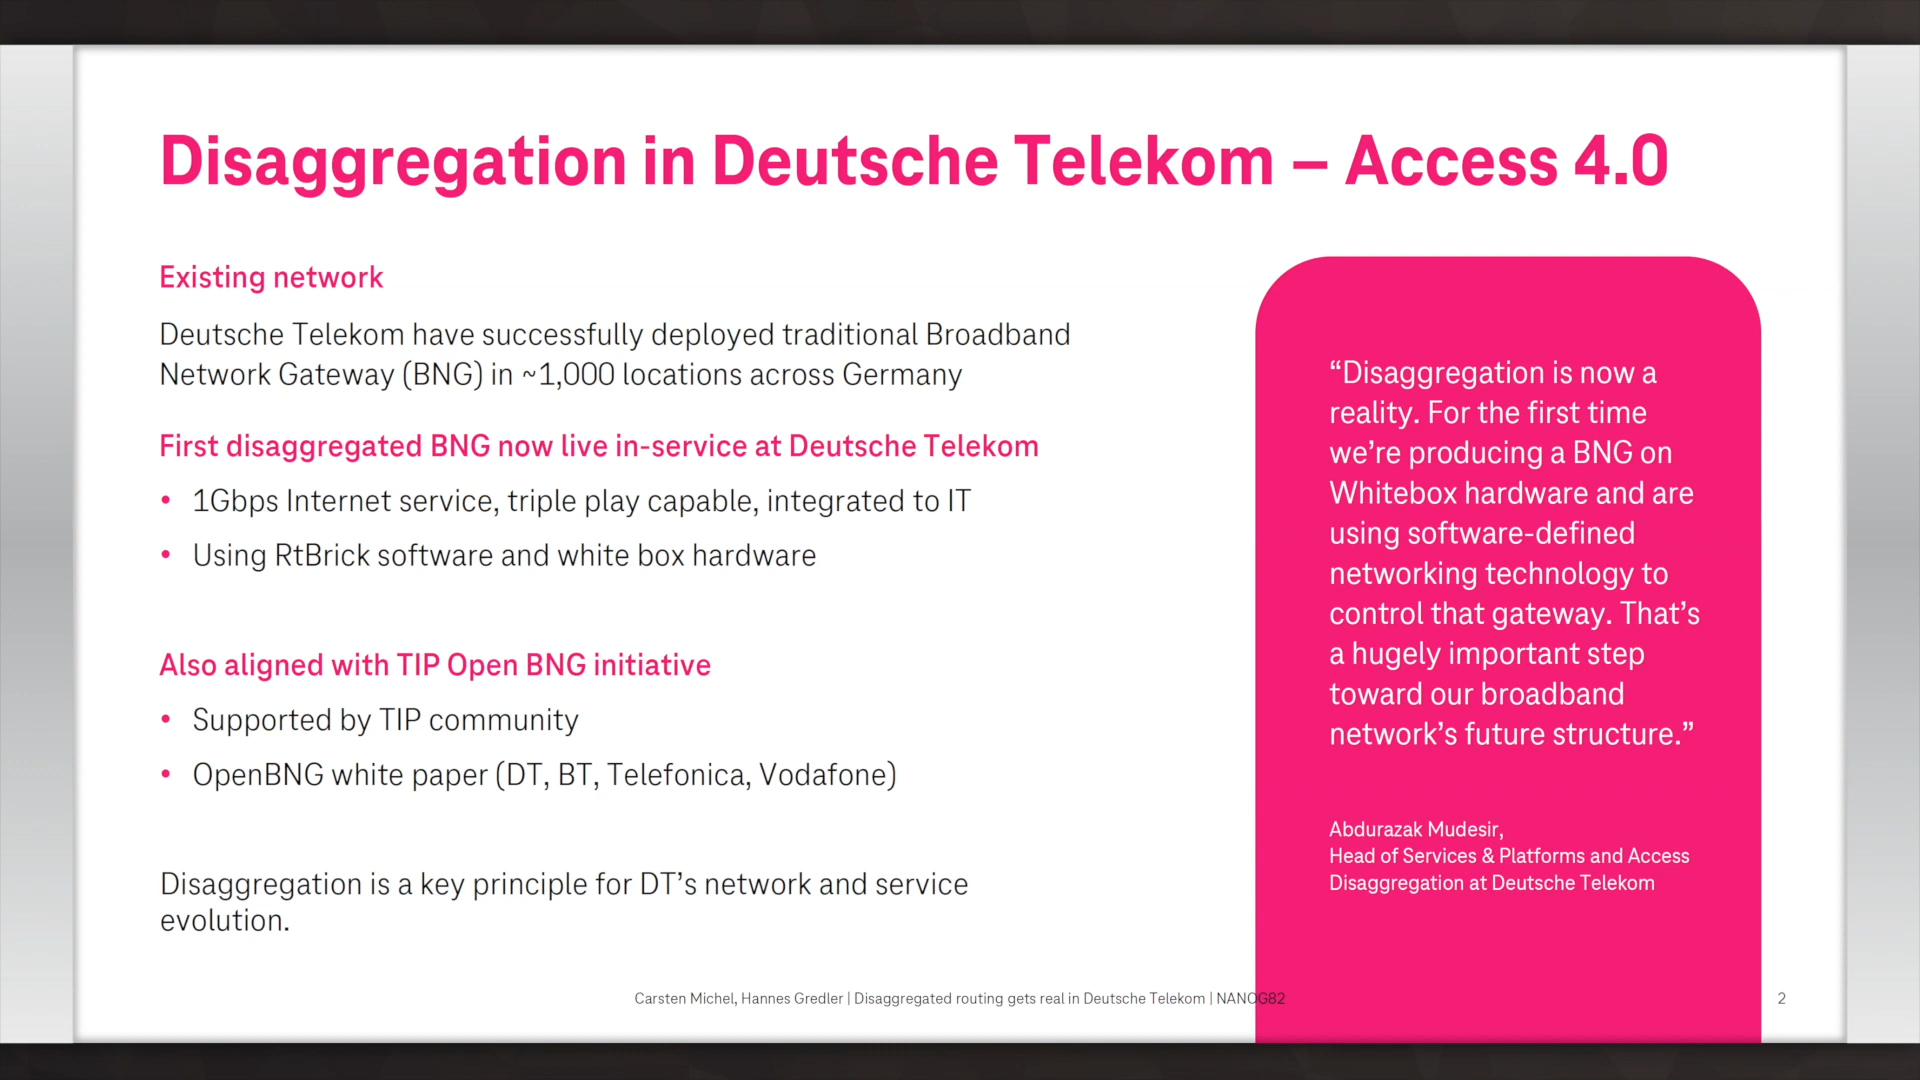 Disaggregation in Deutsche Telekom – Access 4.0
Existing network
Deutsche Telekom have successfully deployed traditional Broadband
Network Gateway (BNG) in ~1,000 locations across Germany
First disaggregated BNG now live in-service at Deutsche Telekom
• 1Gbps Internet service, triple play capable, integrated to IT
• Using RtBrick software and white box hardware
Also aligned with TIP Open BNG initiative
• Supported by TIP community
• OpenBNG white paper (DT, BT, Telefonica, Vodafone)
Disaggregation is a key principle for DT’s network and service
evolution.
“Disaggregation is now a
reality. For the first time
we’re producing a BNG on
Whitebox hardware and are
using software-defined
networking technology to
control that gateway. That’s
a hugely important step
toward our broadband
network’s future structure.”
Abdurazak Mudesir,
Head of Services & Platforms and Access
Disaggregation at Deutsche Telekom
Carsten Michel, Hannes Gredler | Disaggregated routing gets real in Deutsche Telekom | NANOG82
2